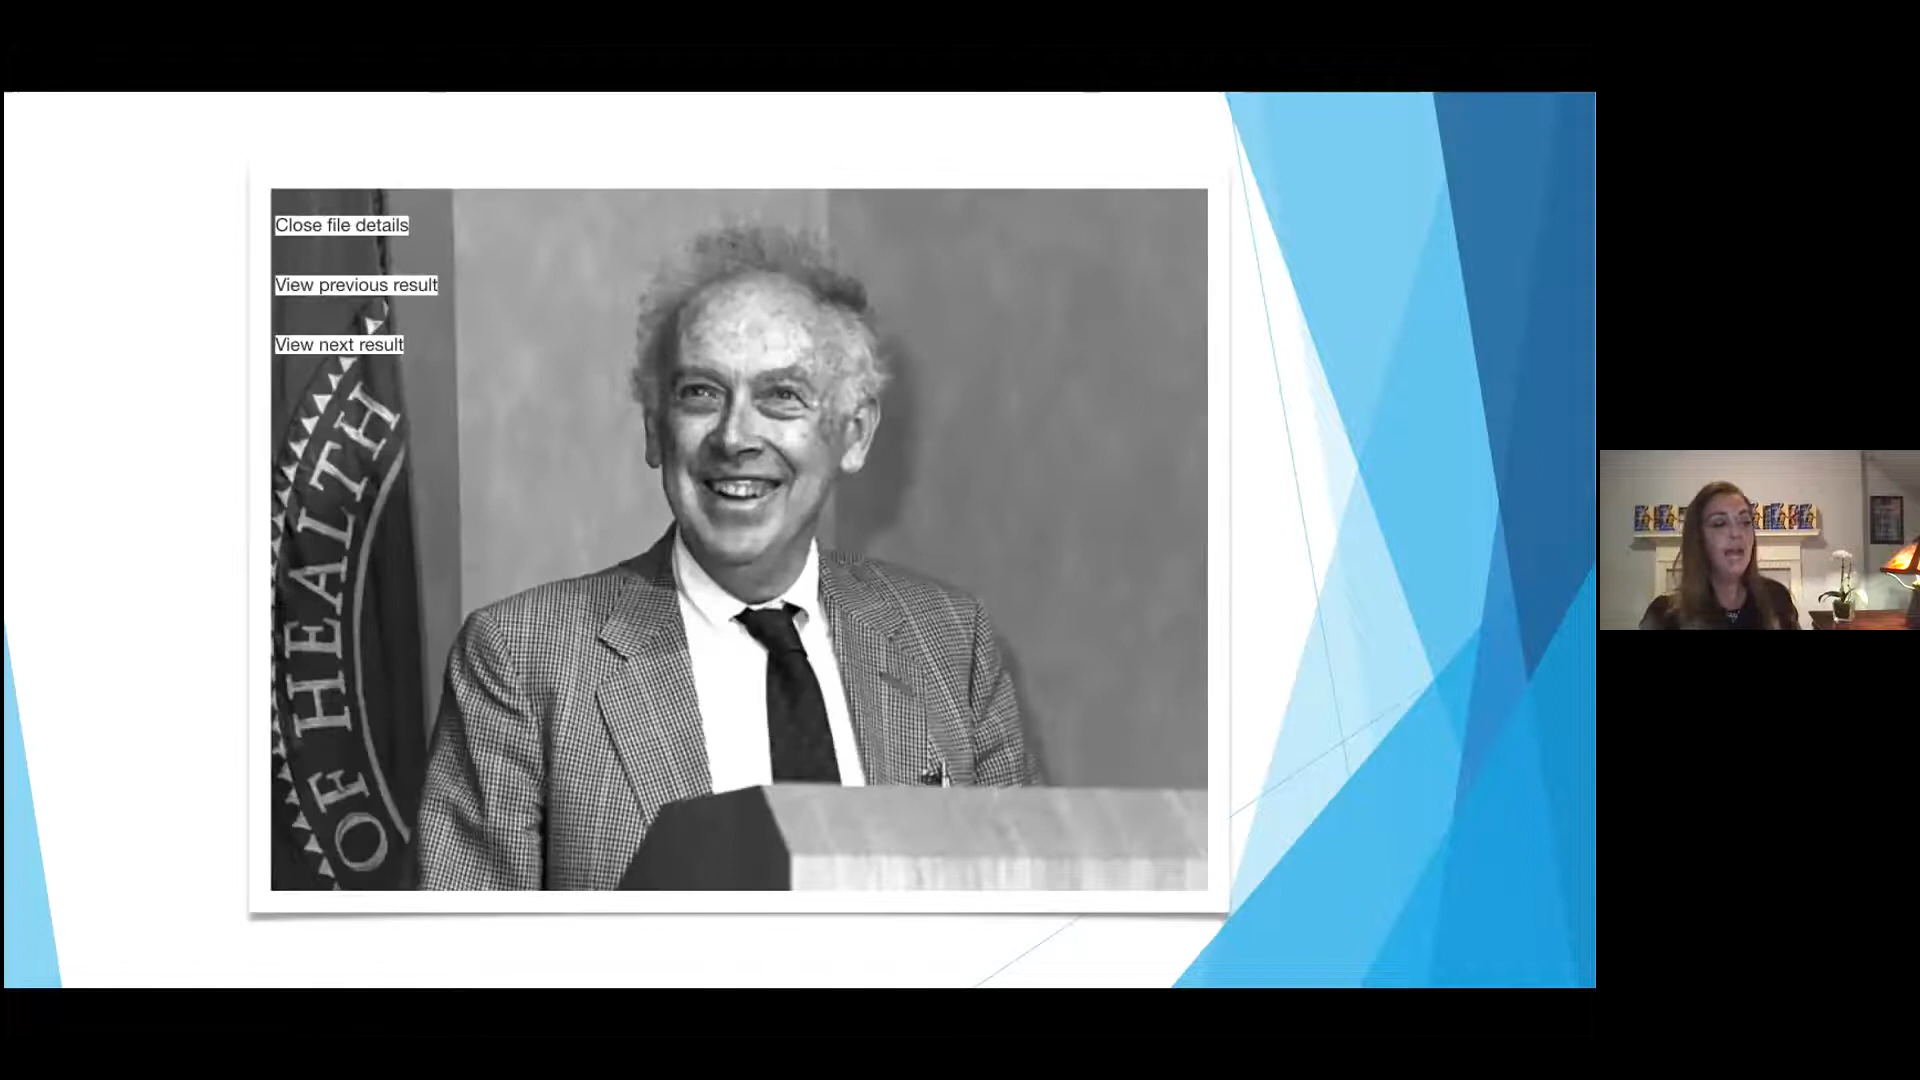 Close file details
View previous result
View next result
OF HEALTH